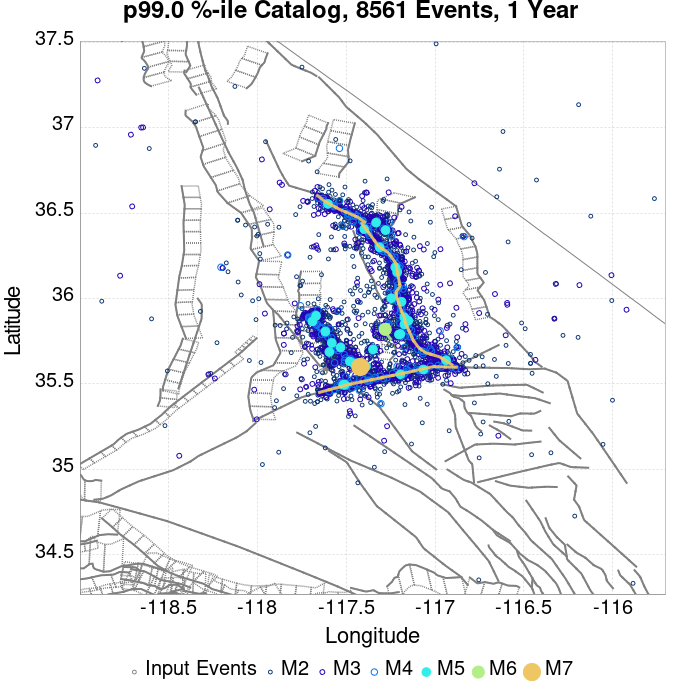 p99.0 %-ile Catalog, 8561 Events, 1 Year
37.5
37
36.5
36
35.5
35
34.5
Latitude
-118.5 -118 -117.5 -117 -116.5 -116
Longitude
Input Events M2 M3 M4 M5 M6 M7